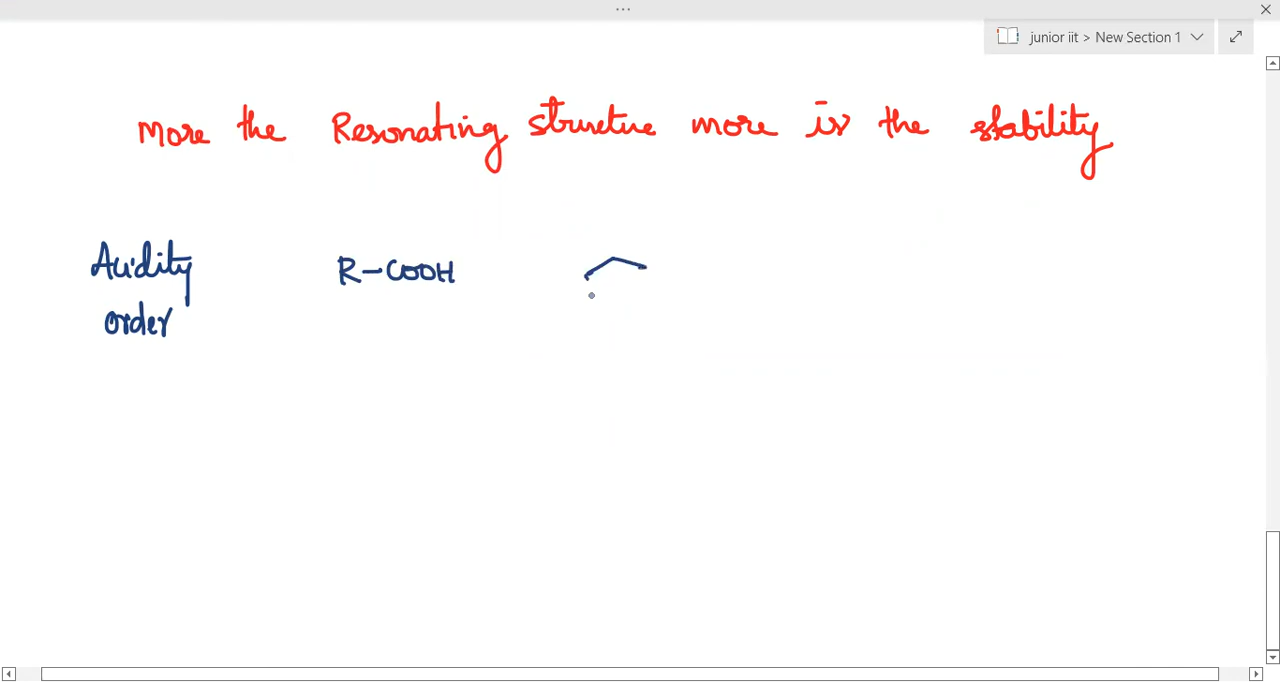 junior iit > New Section 1
More the Resonating structure more is the stability
Acidity R-COOH
order